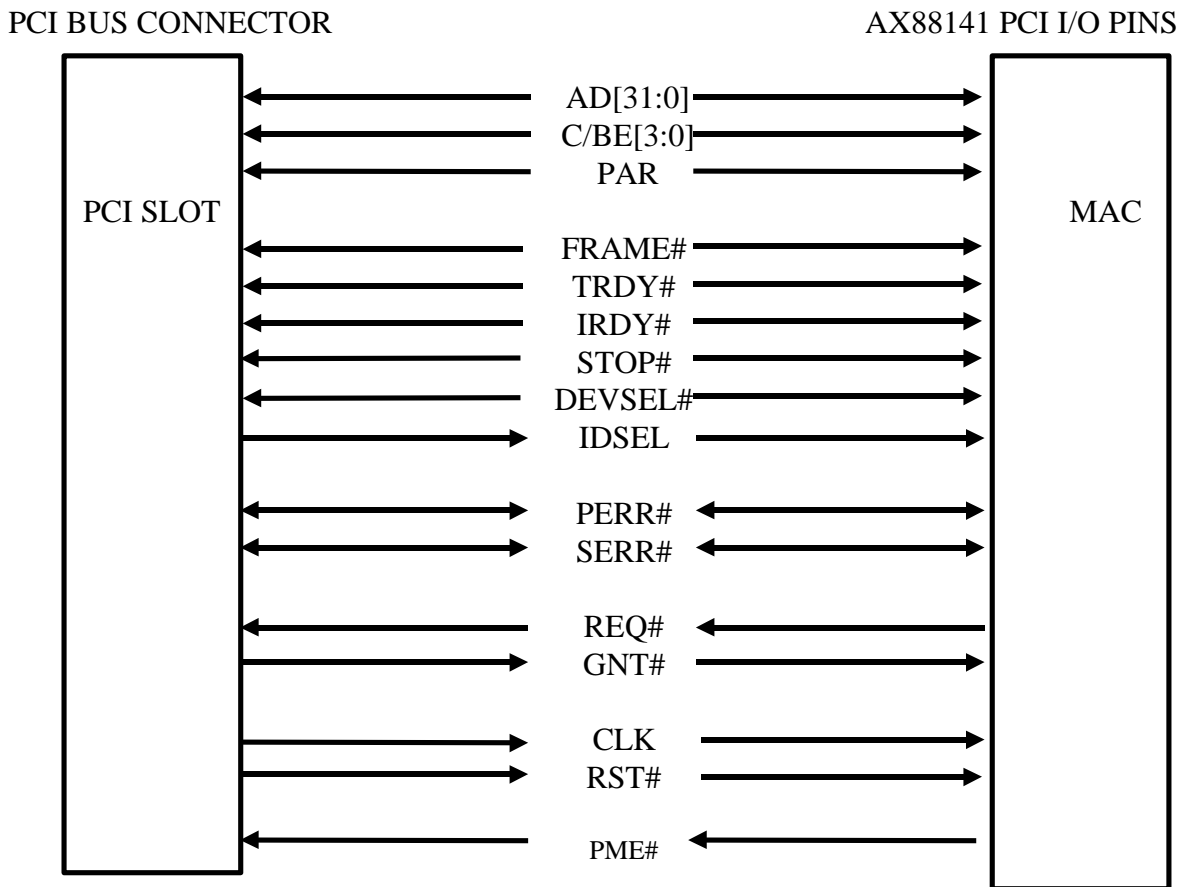 PCI BUS CONNECTOR
AX88141 PCI I/O PINS
AD[31:0]
C/BE[3:0]
PAR
PCI SLOT
MAC
FRAME#
TRDY#
IRDY#
STOP#
DEVSEL#
IDSEL
PERR#
SERR#
REQ#
GNT#
CLK
RST#
PME#